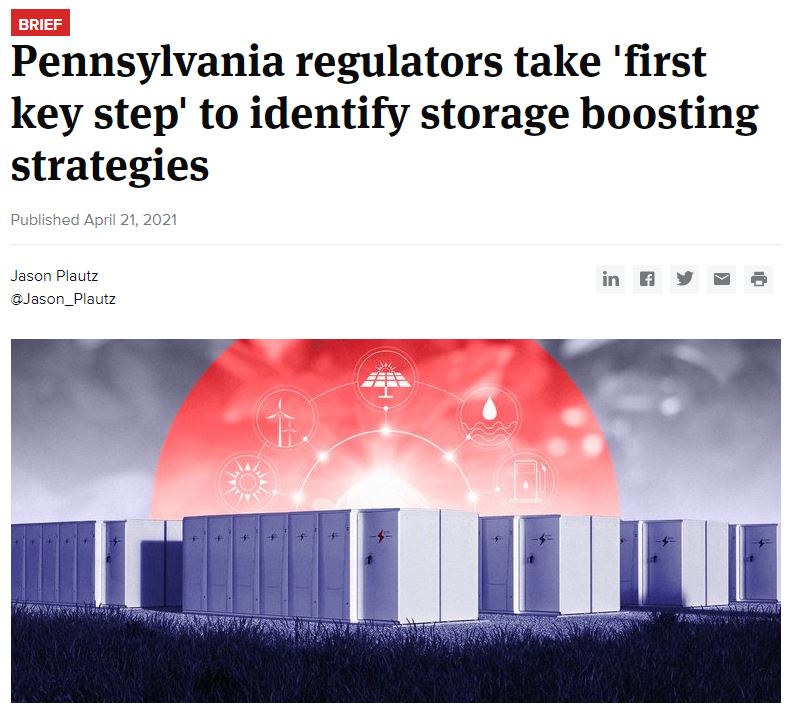 BRIEF
Pennsylvania regulators take 'first
key step' to identify storage boosting
strategies
Published April 21, 2021
Jason Plautz
@Jason_Plautz